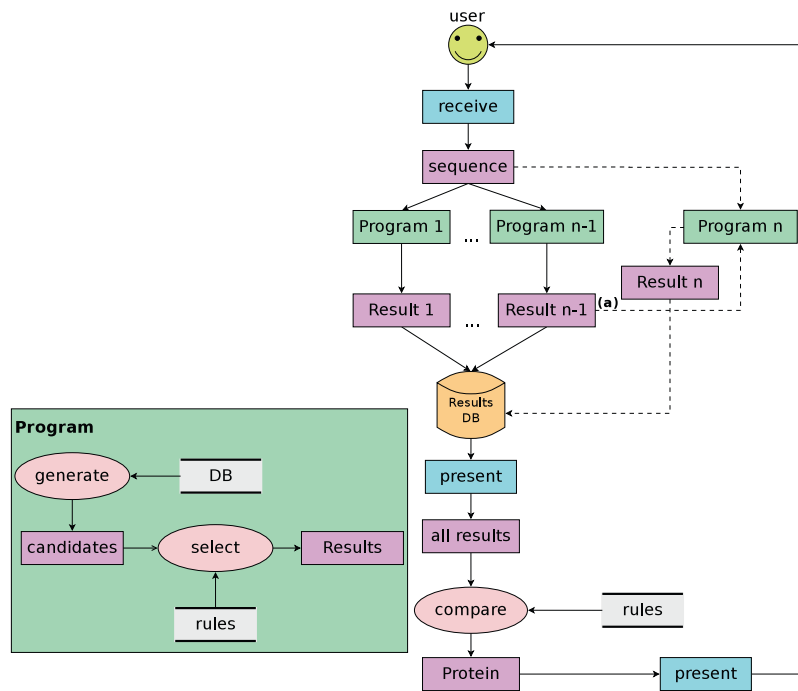 user
receive
sequence
Program 1
...
Program n-1
Program n
Result n
Result 1
...
Result n-1
(a)
Results
DB
present
all results
compare
rules
Protein
present
Program
generate
DB
candidates
select
Results
rules